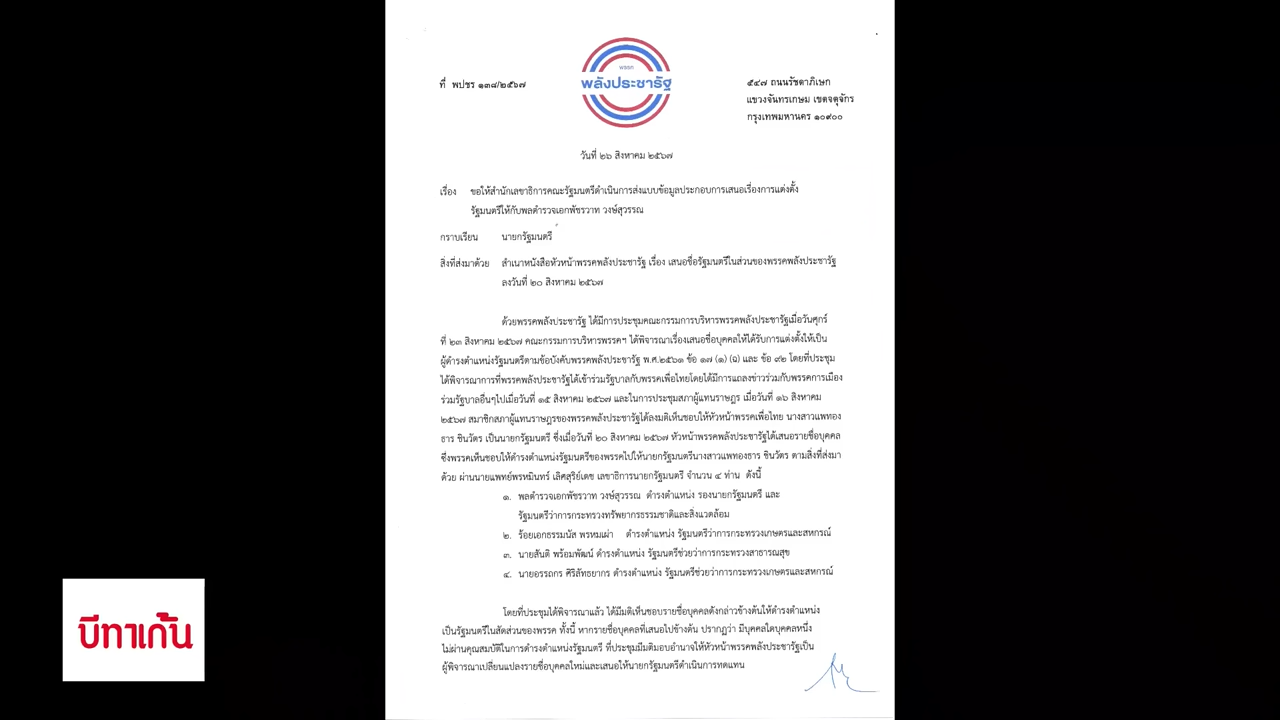 พรรค
พลังประชารัฐ
ที่ พปชร ๑๓๘/๒๕๖๗
๕๔๗ ถนนรัชดาภิเษก
แขวงจันทรเกษม เขตจตุจักร
กรุงเทพมหานคร ๑๐๙๐๐
วันที่ ๒๖ สิงหาคม ๒๕๖๗
เรื่อง ขอให้สำนักเลขาธิการคณะรัฐมนตรีดำเนินการส่งแบบข้อมูลประกอบการเสนอเรื่องการแต่งตั้ง
รัฐมนตรีให้กับพลตำรวจเอกพัชรวาท วงษ์สุวรรณ
กราบเรียน นายกรัฐมนตรี
สิ่งที่ส่งมาด้วย สำเนาหนังสือหัวหน้าพรรคพลังประชารัฐ เรื่อง เสนอชื่อรัฐมนตรีในส่วนของพรรคพลังประชารัฐ
ลงวันที่ ๒๐ สิงหาคม ๒๕๖๗
ด้วยพรรคพลังประชารัฐ ได้มีการประชุมคณะกรรมการบริหารพรรคพลังประชารัฐเมื่อวันศุกร์
ที่ ๒๓ สิงหาคม ๒๕๖๗ คณะกรรมการบริหารพรรคฯ ได้พิจารณาเรื่องเสนอชื่อบุคคลให้ได้รับการแต่งตั้งให้เป็น
ผู้ดำรงตำแหน่งรัฐมนตรีตามข้อบังคับพรรคพลังประชารัฐ พ.ศ.๒๕๖๑ ข้อ ๑๗ (๑) (ฉ) และ ข้อ ๙๒ โดยที่ประชุม
ได้พิจารณาการที่พรรคพลังประชารัฐได้เข้าร่วมรัฐบาลกับพรรคเพื่อไทยโดยได้มีการแถลงข่าวร่วมกับพรรคการเมือง
ร่วมรัฐบาลอื่นๆไปเมื่อวันที่ ๑๕ สิงหาคม ๒๕๖๗ และในการประชุมสภาผู้แทนราษฎร เมื่อวันที่ ๑๖ สิงหาคม
๒๕๖๗ สมาชิกสภาผู้แทนราษฎรของพรรคพลังประชารัฐได้ลงมติเห็นชอบให้หัวหน้าพรรคเพื่อไทย นางสาวแพทอง
ธาร ชินวัตร เป็นนายกรัฐมนตรี ซึ่งเมื่อวันที่ ๒๐ สิงหาคม ๒๕๖๗ หัวหน้าพรรคพลังประชารัฐได้เสนอรายชื่อบุคคล
ซึ่งพรรคเห็นชอบให้ดำรงตำแหน่งรัฐมนตรีของพรรคไปให้นายกรัฐมนตรีนางสาวแพทองธาร ชินวัตร ตามสิ่งที่ส่งมา
ด้วย ผ่านนายแพทย์พรหมินทร์ เลิศสุริย์เดช เลขาธิการนายกรัฐมนตรี จำนวน ๔ ท่าน ดังนี้
๑. พลตำรวจเอกพัชรวาท วงษ์สุวรรณ ดำรงตำแหน่ง รองนายกรัฐมนตรี และ
รัฐมนตรีว่าการกระทรวงทรัพยากรธรรมชาติและสิ่งแวดล้อม
๒. ร้อยเอกธรรมนัส พรหมเผ่า ดำรงตำแหน่ง รัฐมนตรีว่าการกระทรวงเกษตรและสหกรณ์
๓. นายสันติ พร้อมพัฒน์ ดำรงตำแหน่ง รัฐมนตรีช่วยว่าการกระทรวงสาธารณสุข
๔. นายอรรถกร ศิริลัทธยากร ดำรงตำแหน่ง รัฐมนตรีช่วยว่าการกระทรวงเกษตรและสหกรณ์
โดยที่ประชุมได้พิจารณาแล้ว ได้มีมติเห็นชอบรายชื่อบุคคลดังกล่าวข้างต้นให้ดำรงตำแหน่ง
เป็นรัฐมนตรีในสัดส่วนของพรรค ทั้งนี้ หากรายชื่อบุคคลที่เสนอไปข้างต้น ปรากฏว่า มีบุคคลใดบุคคลหนึ่ง
ไม่ผ่านคุณสมบัติในการดำรงตำแหน่งรัฐมนตรี ที่ประชุมมีมติมอบอำนาจให้หัวหน้าพรรคพลังประชารัฐเป็น
ผู้พิจารณาเปลี่ยนแปลงรายชื่อบุคคลใหม่และเสนอให้นายกรัฐมนตรีดำเนินการทดแทน
บีทาเก้น